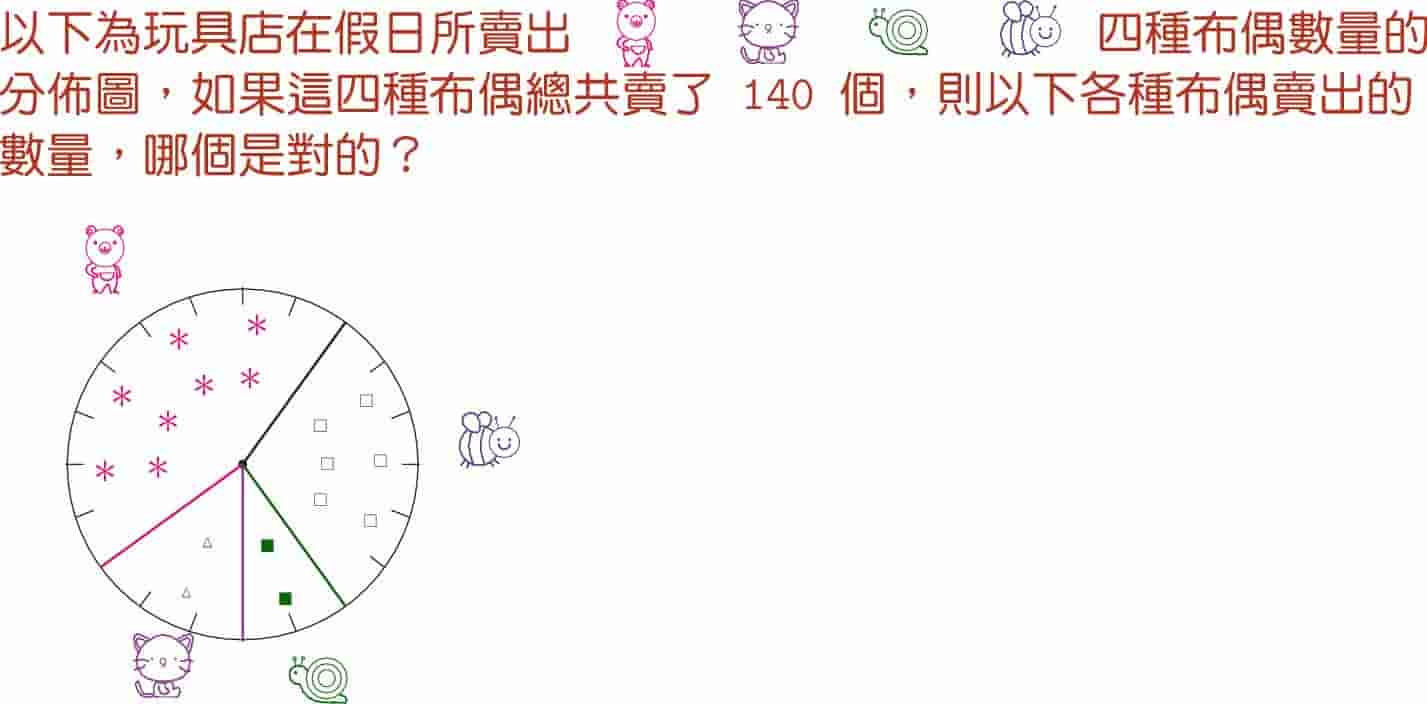 以下為玩具店在假日所賣出 四種布偶數量的
分佈圖，如果這四種布偶總共賣了 140 個，則以下各種布偶賣出的
數量，哪個是對的？